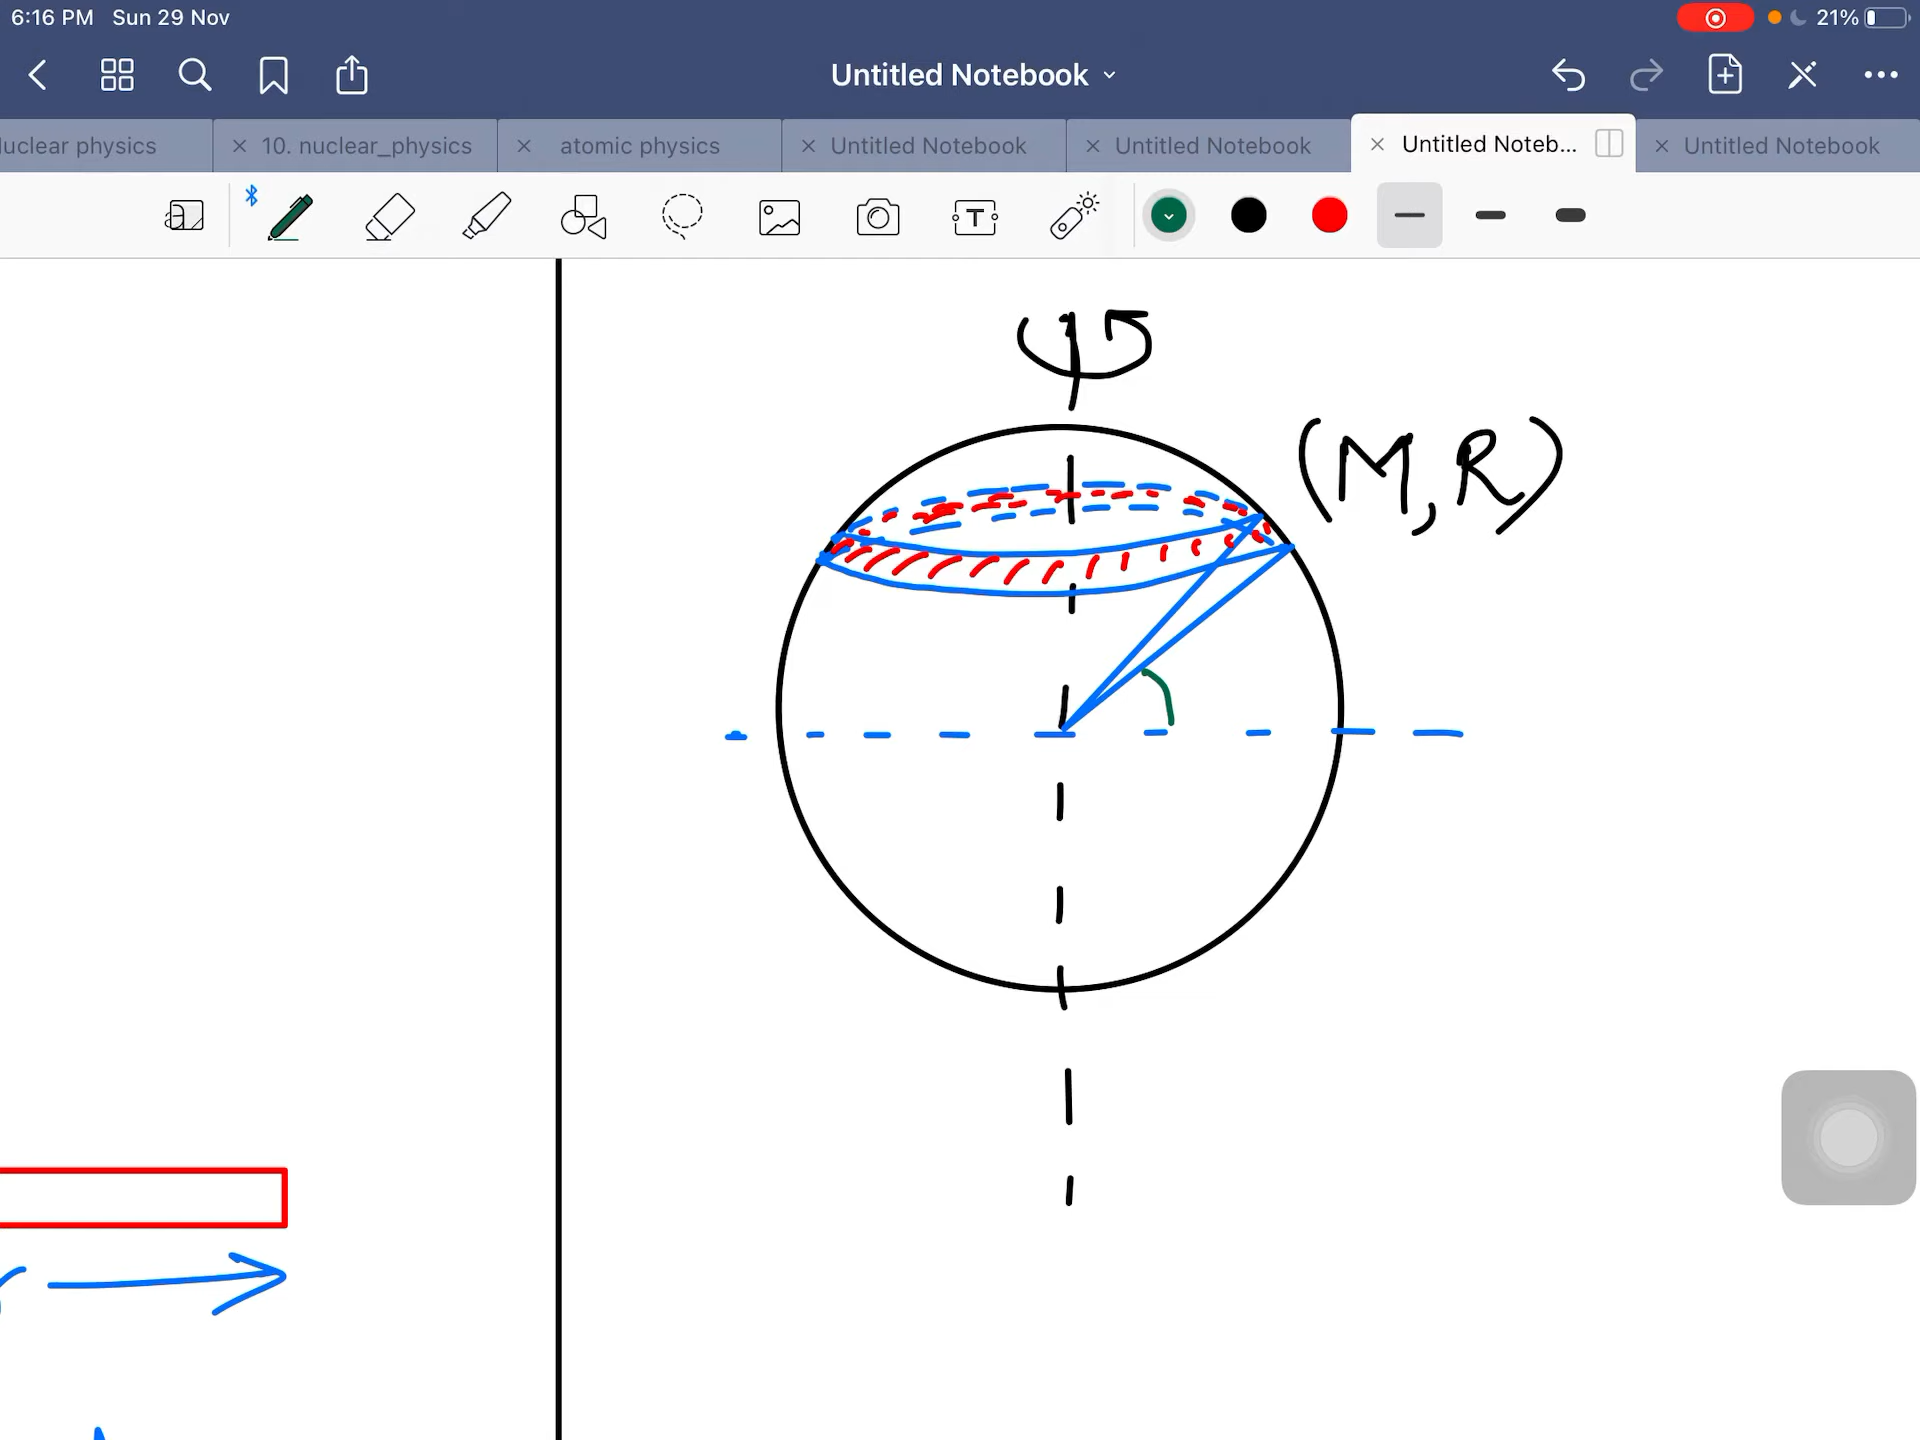 6:16 PM Sun 29 Nov
21%
Untitled Notebook
luclear physics
10. nuclear_physics
atomic physics
Untitled Notebook
Untitled Notebook
Untitled Noteb...
Untitled Notebook
a
T
(M, R)